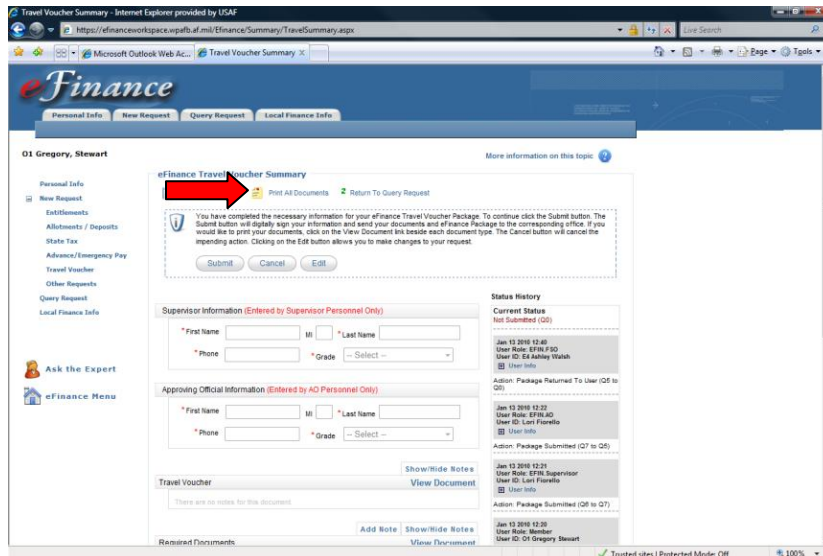 Travel Voucher Summary - Internet Explorer provided by USAF
https://efinanceworkspace.wpafb.af.mil/Efinance/Summary/TravelSummary.aspx
Live Search
Microsoft Outlook Web Ac... Travel Voucher Summary
Page Tools
eFinance
Personal Info New Request Query Request Local Finance Info
O1 Gregory, Stewart
More information on this topic
eFinance Travel Voucher Summary
Print All Documents Return To Query Request
Personal Info
New Request
Entitlements
Allotments / Deposits
State Tax
Advance/Emergency Pay
Travel Voucher
Other Requests
Query Request
Local Finance Info
Ask the Expert
eFinance Menu
You have completed the necessary information for your eFinance Travel Voucher Package. To continue click the Submit button. The
Submit button will digitally sign your information and send your documents and eFinance Package to the corresponding office. If you
would like to print your documents, click on the View Document link beside each document type. The Cancel button will cancel the
impending action. Clicking on the Edit button allows you to make changes to your request.
Submit Cancel Edit
Supervisor Information (Entered by Supervisor Personnel Only)
* First Name MI * Last Name
* Phone * Grade -- Select --
Approving Official Information (Entered by AO Personnel Only)
* First Name MI * Last Name
* Phone * Grade -- Select --
Show/Hide Notes
Travel Voucher View Document
There are no notes for this document.
Add Note Show/Hide Notes
Required Documents View Document
Status History
Current Status
Not Submitted (Q0)
Jan 13 2010 12:40
User Role: EFIN.FSO
User ID: E4 Ashley Walsh
User Info
Action: Package Returned To User (Q5 to
Q0)
Jan 13 2010 12:22
User Role: EFIN.AO
User ID: Lori Fiorello
User Info
Action: Package Submitted (Q7 to Q5)
Jan 13 2010 12:21
User Role: EFIN.Supervisor
User ID: Lori Fiorello
User Info
Action: Package Submitted (Q6 to Q7)
Jan 13 2010 12:20
User Role: Member
User ID: O1 Gregory Stewart
Trusted sites | Protected Mode: Off 100%